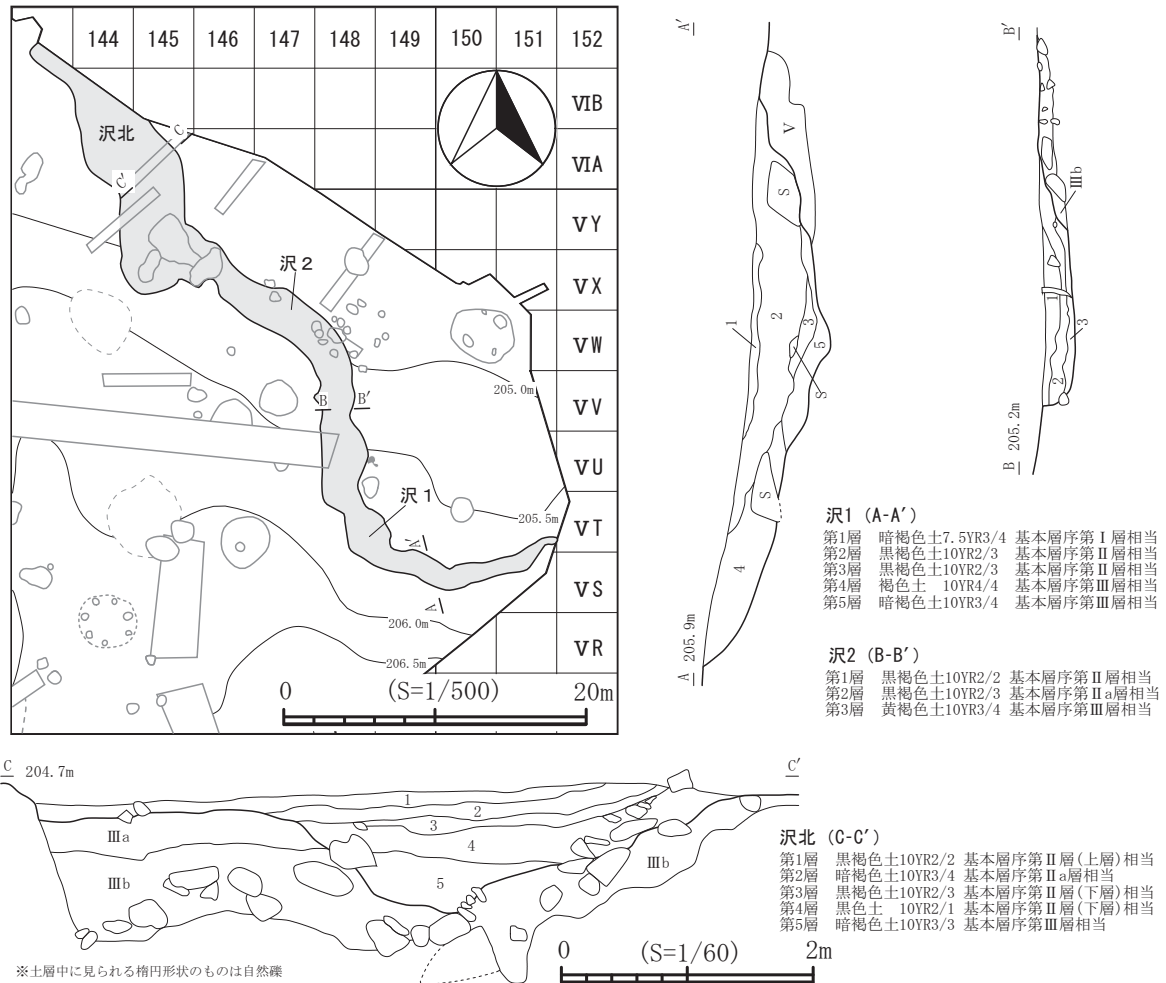 144 145 146 147 148 149 150 151 152
ⅥB
ⅥA
ⅤY
ⅤX
ⅤW
ⅤV
ⅤU
ⅤT
ⅤS
ⅤR
沢北
C
C′
沢2
B B′
沢1
A′
A
205.0m
205.5m
206.0m
206.5m
0 (S=1/500) 20m
A′
V
S
1
2
3
5
S
S
4
A 205.9m
B′
Ⅲb
1
3
2
B 205.2m
沢1 (A-A′)
第1層 暗褐色土7.5YR3/4 基本層序第Ⅰ層相当
第2層 黒褐色土10YR2/3 基本層序第Ⅱ層相当
第3層 黒褐色土10YR2/3 基本層序第Ⅱ層相当
第4層 褐色土 10YR4/4 基本層序第Ⅲ層相当
第5層 暗褐色土10YR3/4 基本層序第Ⅲ層相当
沢2 (B-B′)
第1層 黒褐色土10YR2/2 基本層序第Ⅱ層相当
第2層 黒褐色土10YR2/3 基本層序第Ⅱa層相当
第3層 黄褐色土10YR3/4 基本層序第Ⅲ層相当
C 204.7m
C′
1
2
3
4
5
Ⅲa
Ⅲb
Ⅲb
沢北 (C-C′)
第1層 黒褐色土10YR2/2 基本層序第Ⅱ層(上層)相当
第2層 暗褐色土10YR3/4 基本層序第Ⅱa層相当
第3層 黒褐色土10YR2/3 基本層序第Ⅱ層(下層)相当
第4層 黒色土 10YR2/1 基本層序第Ⅱ層(下層)相当
第5層 暗褐色土10YR3/3 基本層序第Ⅲ層相当
0 (S=1/60) 2m
※土層中に見られる楕円形状のものは自然礫